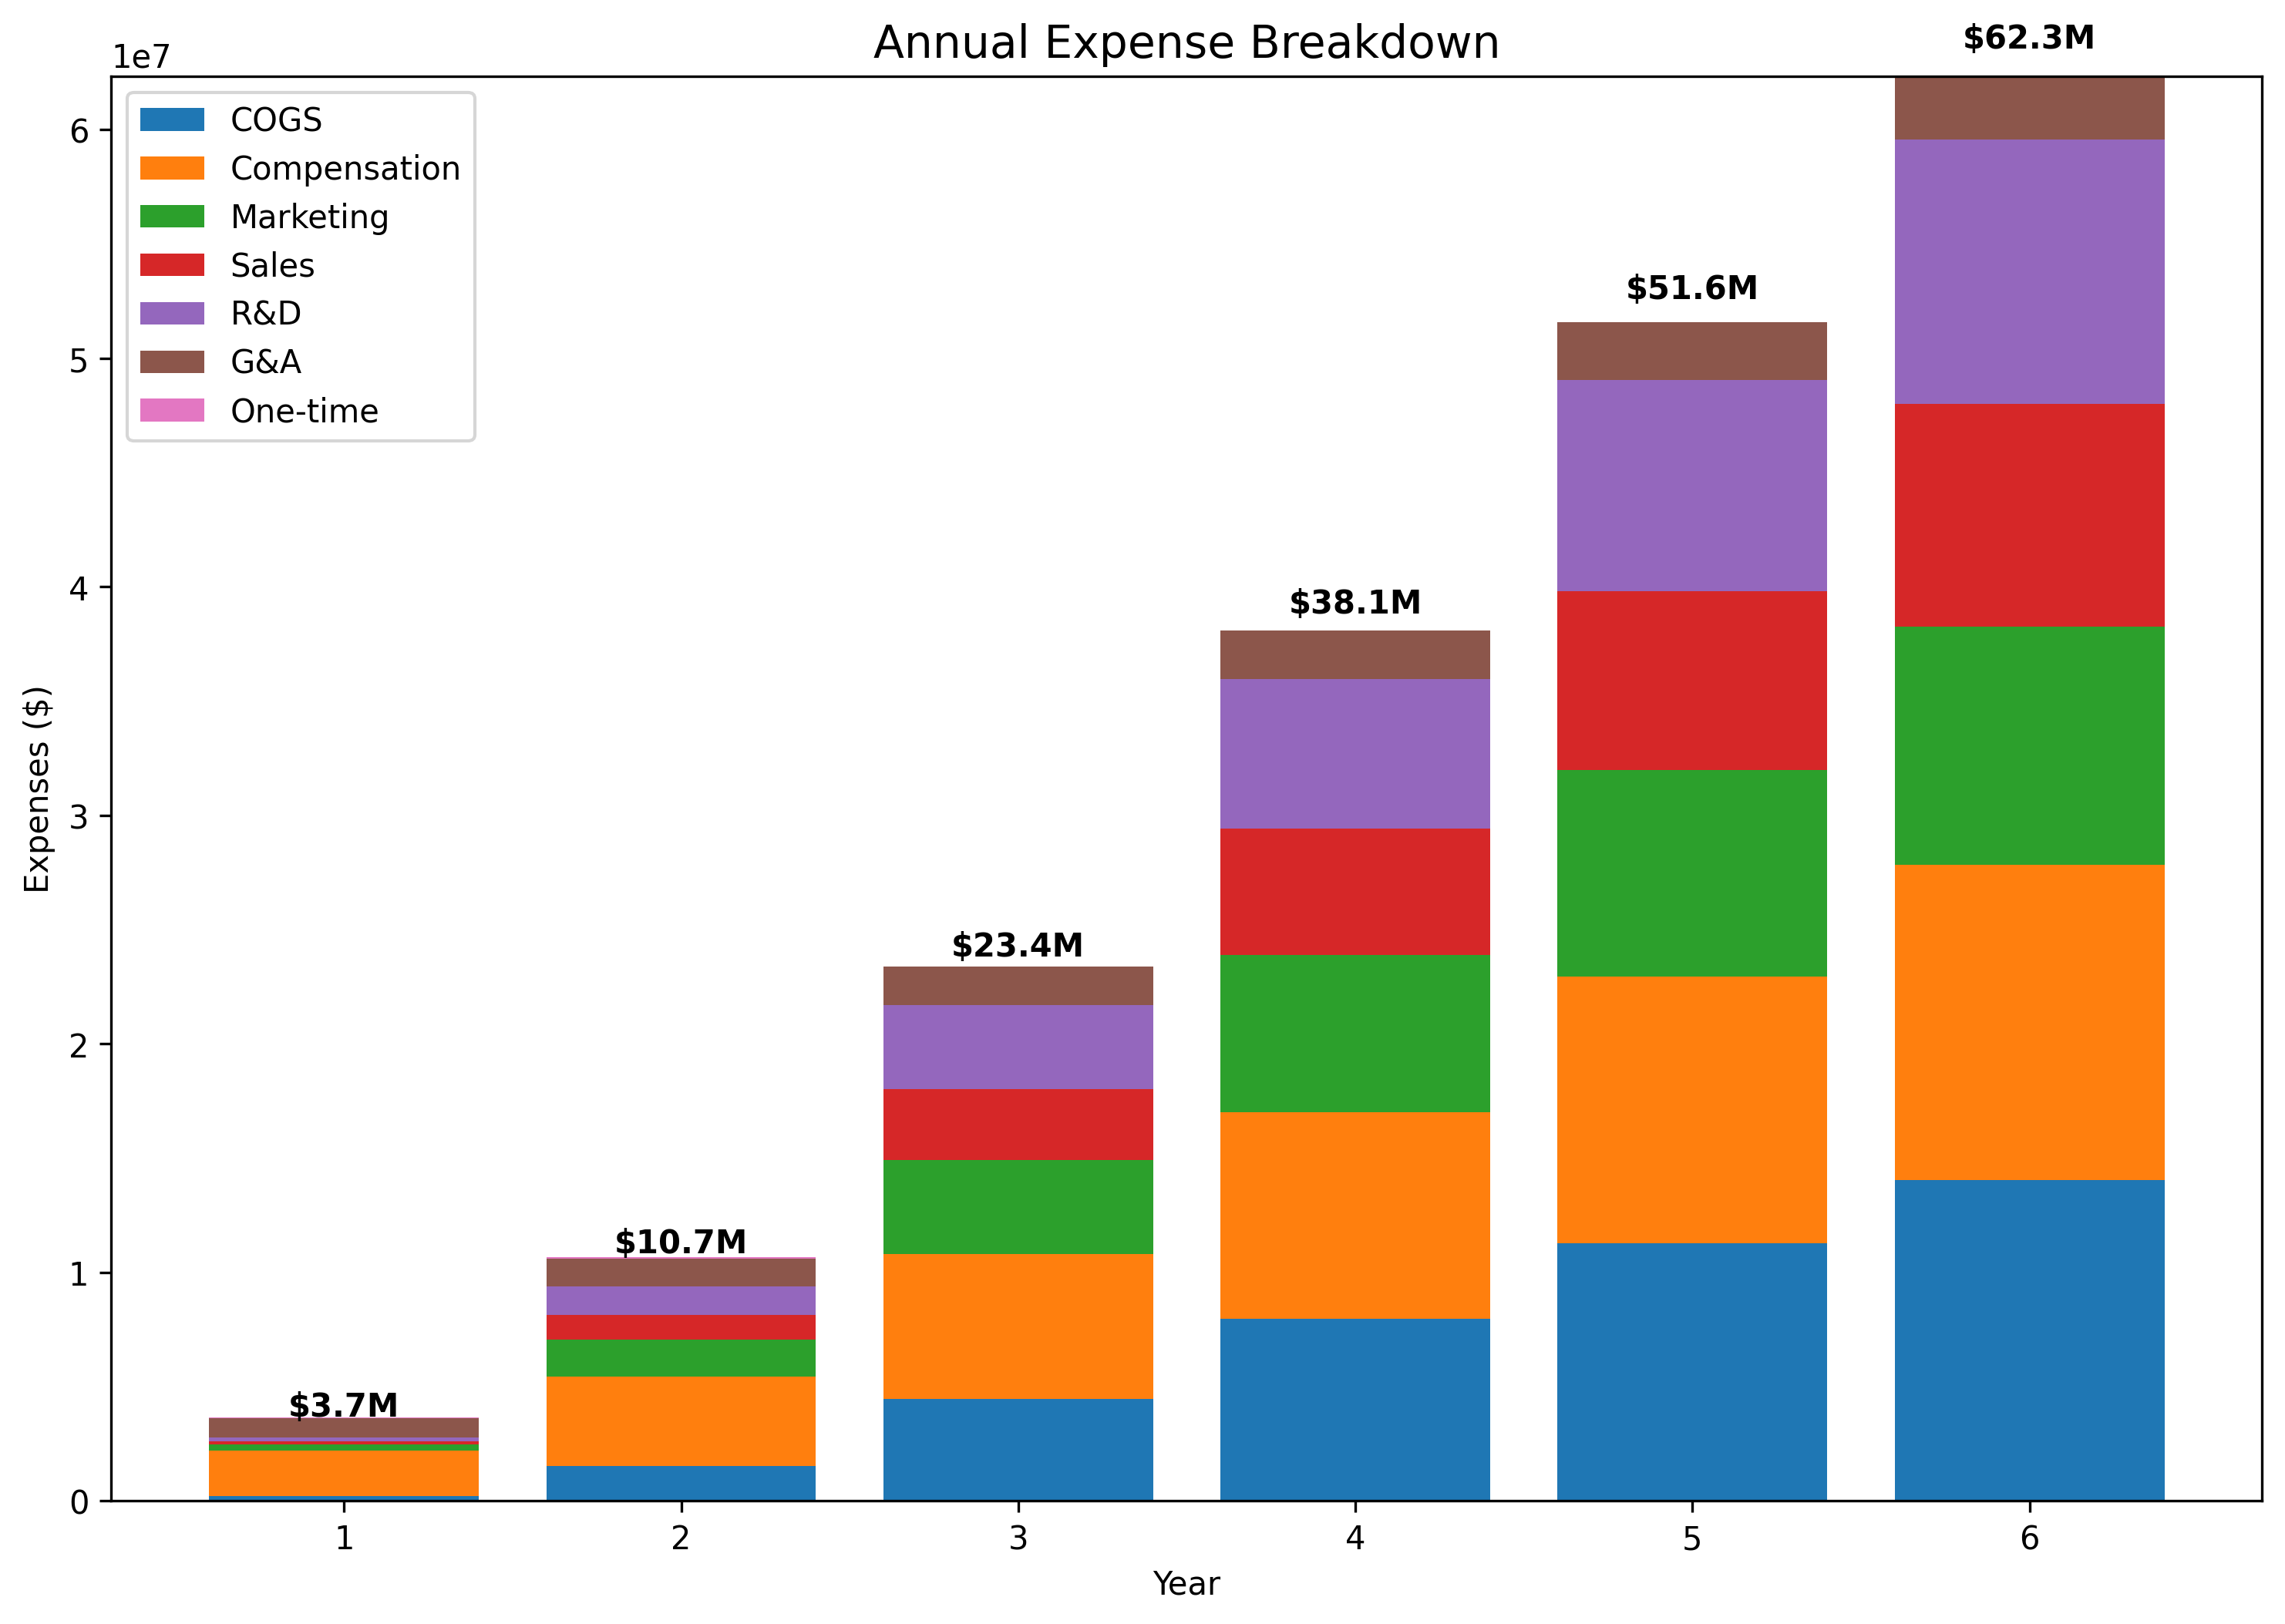 Annual Expense Breakdown
1e7
COGS
Compensation
Marketing
Sales
R&D
G&A
One-time
$62.3M
$51.6M
$38.1M
$23.4M
$10.7M
$3.7M
6
5
4
3
2
1
0
Expenses ($)
1 2 3 4 5 6
Year